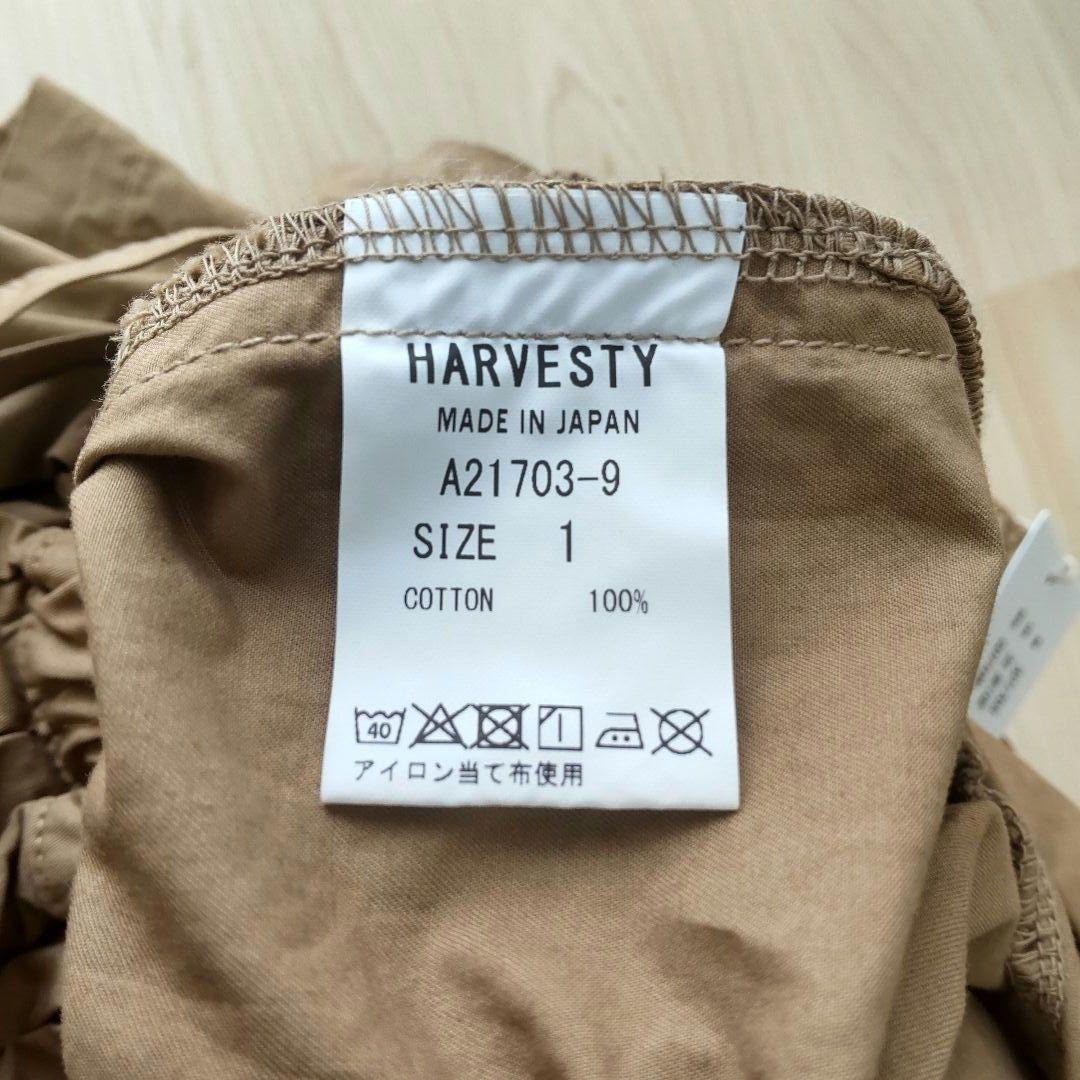 HARVESTY
MADE IN JAPAN
A21703-9
SIZE 1
COTTON 100%
40
アイロン当て布使用